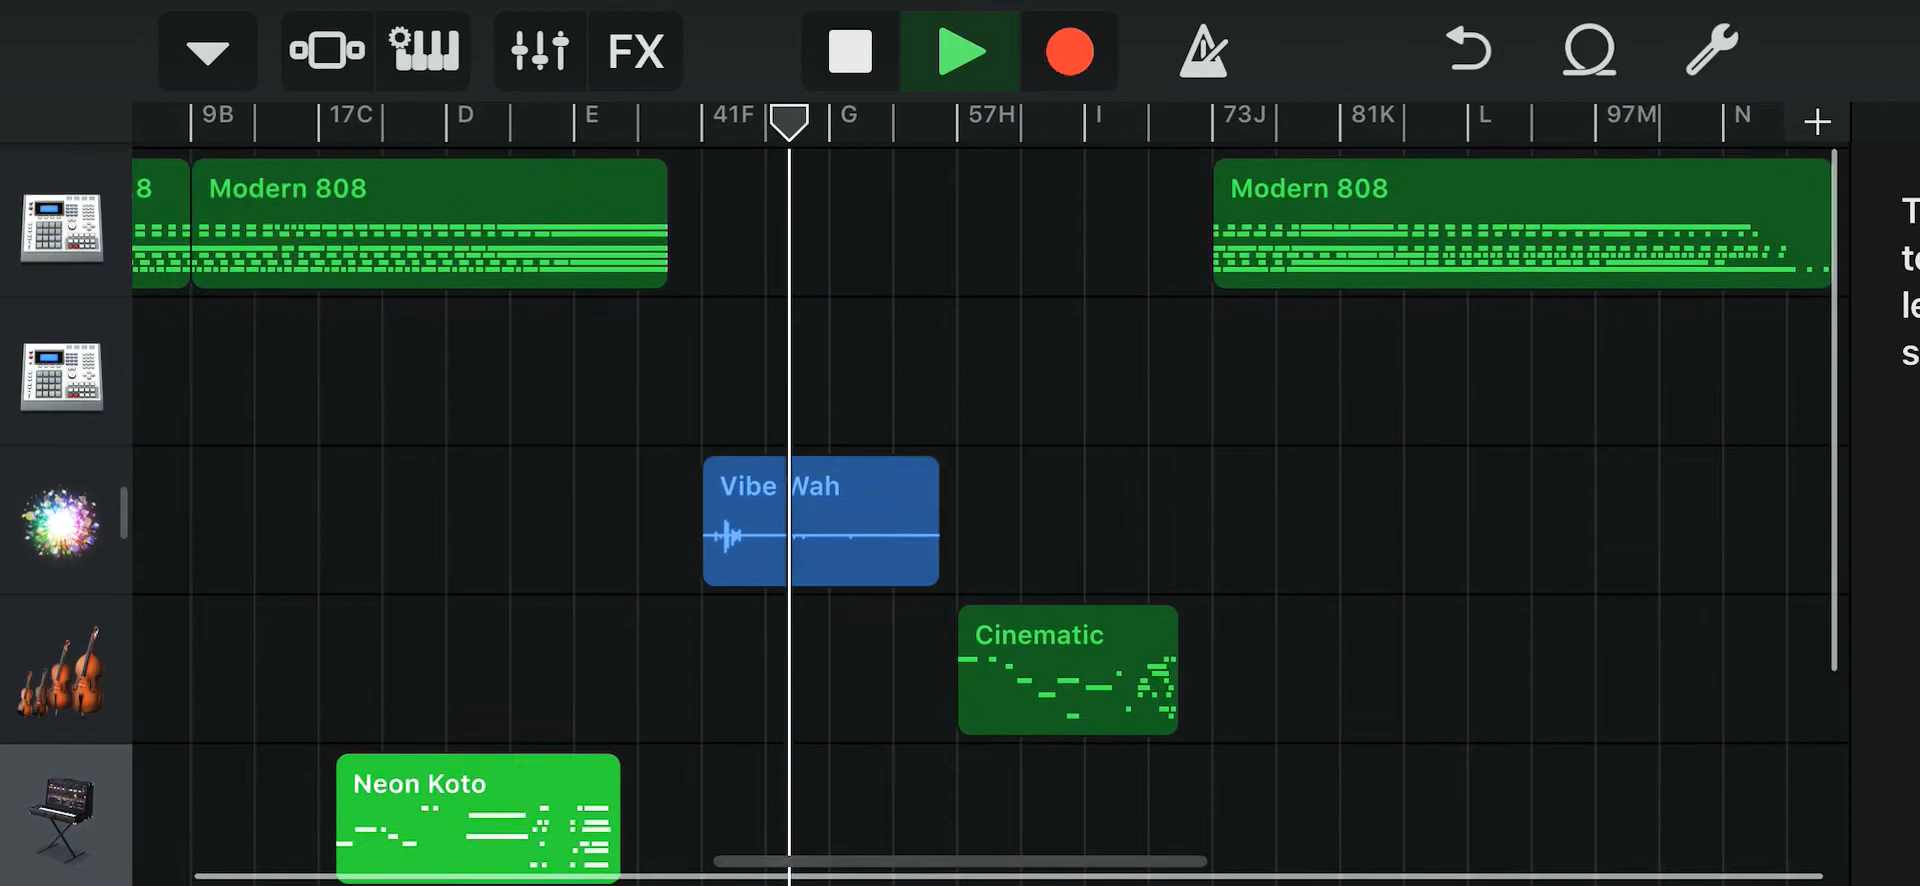 FX
9B 17C D E 41F G 57H I 73J 81K L 97M N
8 Modern 808 Modern 808
Vibe Wah
Cinematic
Neon Koto